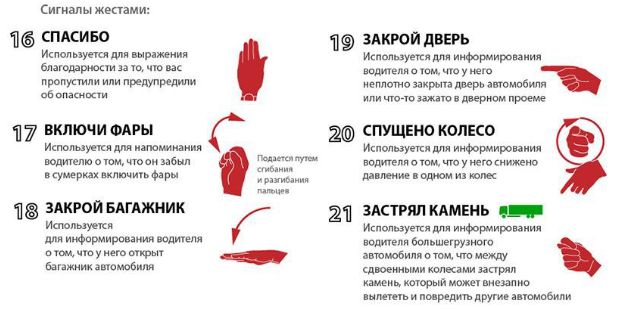 Сигналы жестами:
16 СПАСИБО
Используется для выражения
благодарности за то, что вас
пропустили или предупредили
об опасности
17 ВКЛЮЧИ ФАРЫ
Используется для напоминания
водителю о том, что он забыл
в сумерках включить фары
Подается путем
сгибания
и разгибания
пальцев
18 ЗАКРОЙ БАГАЖНИК
Используется
для информирования водителя
о том, что у него открыт
багажник автомобиля
19 ЗАКРОЙ ДВЕРЬ
Используется для информирования
водителя о том, что у него
неплотно закрыта дверь автомобиля
или что-то зажато в дверном проеме
20 СПУЩЕНО КОЛЕСО
Используется для информирования
водителя о том, что у него снижено
давление в одном из колес
21 ЗАСТРЯЛ КАМЕНЬ
Используется для информирования
водителя большегрузного
автомобиля о том, что между
сдвоенными колесами застрял
камень, который может внезапно
вылететь и повредить другие автомобили